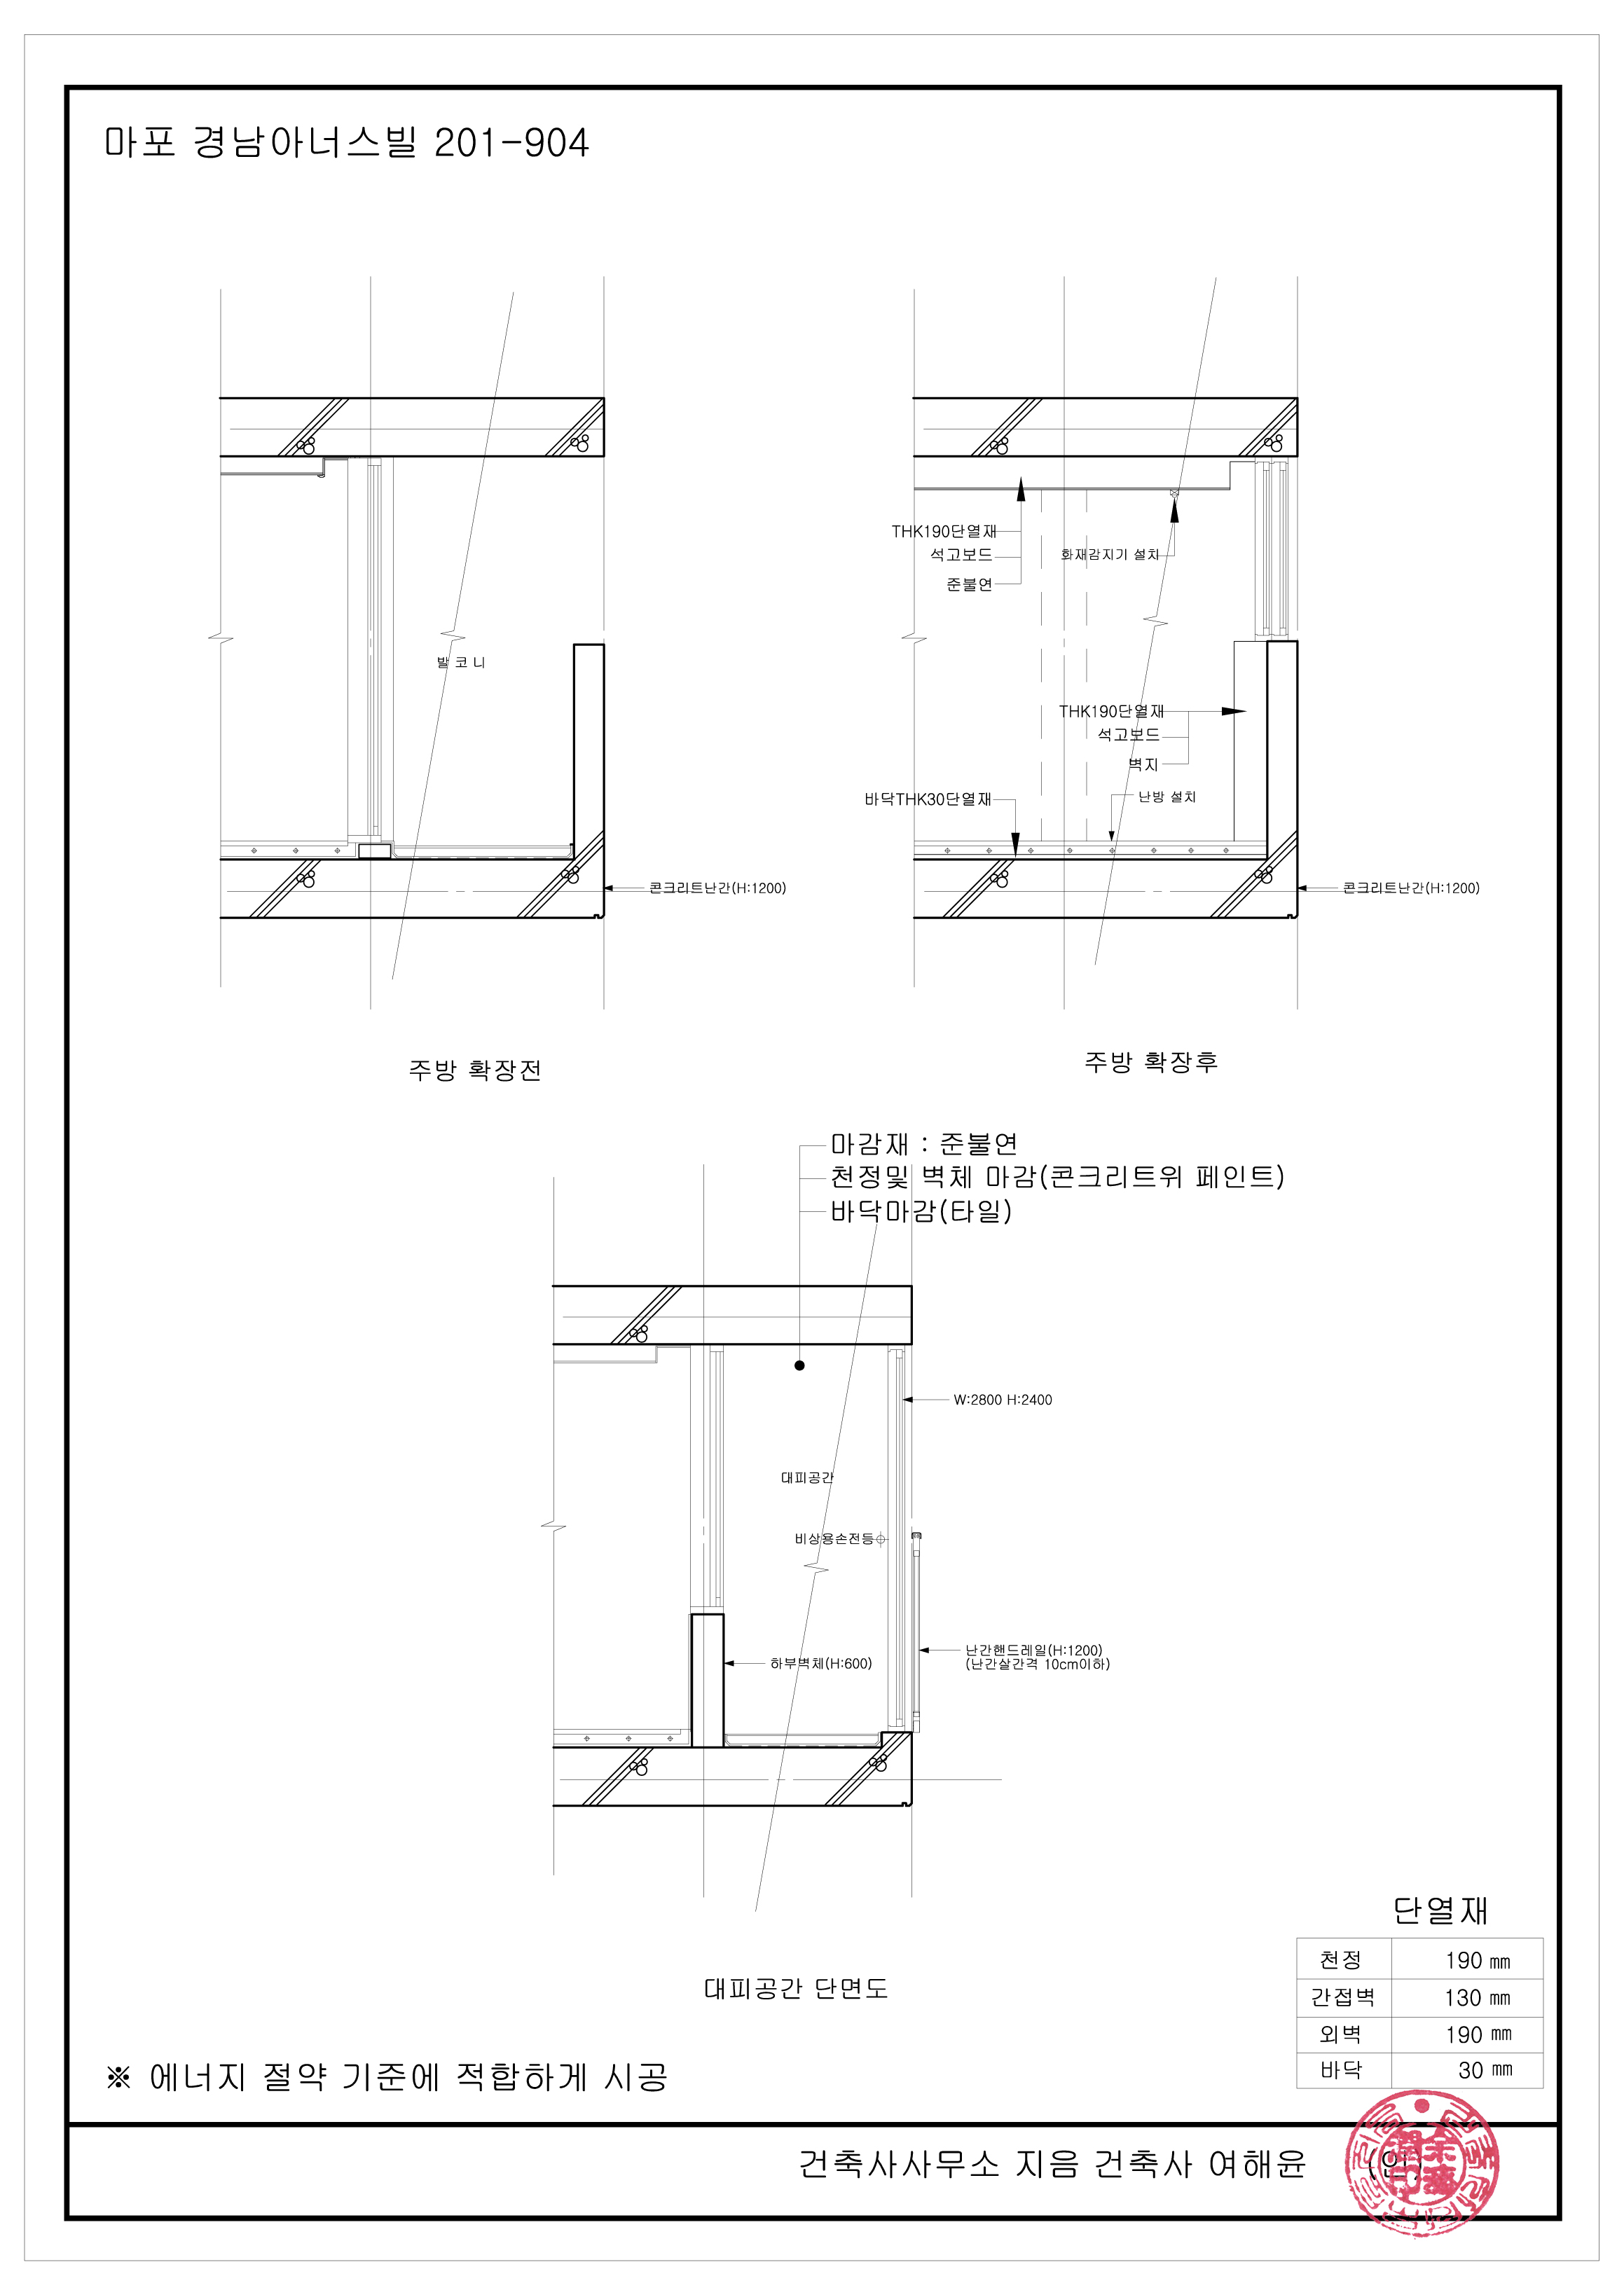 마포 경남아너스빌 201-904
발 코 니
콘크리트난간(H:1200)
주방 확장전
THK190단열재
석고보드
준불연
화재감지기 설치
THK190단열재
석고보드
벽지
바닥THK30단열재
난방 설치
콘크리트난간(H:1200)
주방 확장후
마감재 : 준불연
천정및 벽체 마감(콘크리트위 페인트)
바닥마감(타일)
W:2800 H:2400
대피공간
비상용손전등
난간핸드레일(H:1200)
(난간살간격 10cm이하)
하부벽체(H:600)
대피공간 단면도
단열재
천정 190 mm
간접벽 130 mm
외벽 190 mm
바닥 30 mm
※ 에너지 절약 기준에 적합하게 시공
건축사사무소 지음 건축사 여해윤 (인)